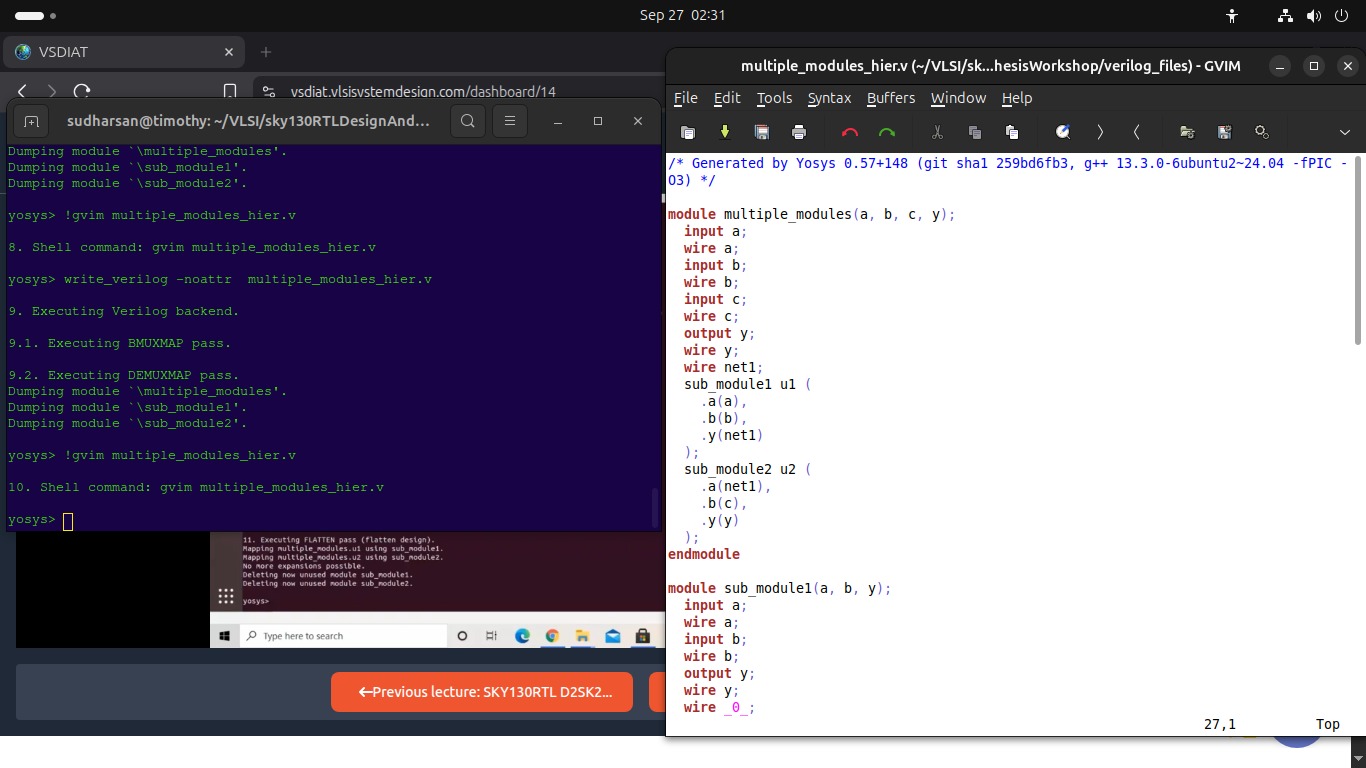 Sep 27  02:31
VSDIAT
vsdiat.vlsisystemdesign.com/dashboard/14
sudharsan@timothy: ~/VLSI/sky130RTLDesignAnd...
Dumping module `\multiple_modules'.
Dumping module `\sub_module1'.
Dumping module `\sub_module2'.
yosys> !gvim multiple_modules_hier.v
8. Shell command: gvim multiple_modules_hier.v
yosys> write_verilog -noattr  multiple_modules_hier.v
9. Executing Verilog backend.
9.1. Executing BMUXMAP pass.
9.2. Executing DEMUXMAP pass.
Dumping module `\multiple_modules'.
Dumping module `\sub_module1'.
Dumping module `\sub_module2'.
yosys> !gvim multiple_modules_hier.v
10. Shell command: gvim multiple_modules_hier.v
yosys>
11. Executing FLATTEN pass (flatten design).
Mapping multiple_modules.u1 using sub_module1.
Mapping multiple_modules.u2 using sub_module2.
No more expansions possible.
Deleting now unused module sub_module1.
Deleting now unused module sub_module2.
yosys>
Type here to search
←Previous lecture: SKY130RTL D2SK2...
multiple_modules_hier.v (~/VLSI/sk...hesisWorkshop/verilog_files) - GVIM
File Edit Tools Syntax Buffers Window Help
/* Generated by Yosys 0.57+148 (git sha1 259bd6fb3, g++ 13.3.0-6ubuntu2~24.04 -fPIC -
O3) */
module multiple_modules(a, b, c, y);
  input a;
  wire a;
  input b;
  wire b;
  input c;
  wire c;
  output y;
  wire y;
  wire net1;
  sub_module1 u1 (
    .a(a),
    .b(b),
    .y(net1)
  );
  sub_module2 u2 (
    .a(net1),
    .b(c),
    .y(y)
  );
endmodule
module sub_module1(a, b, y);
  input a;
  wire a;
  input b;
  wire b;
  output y;
  wire y;
  wire _0_;
27,1 Top